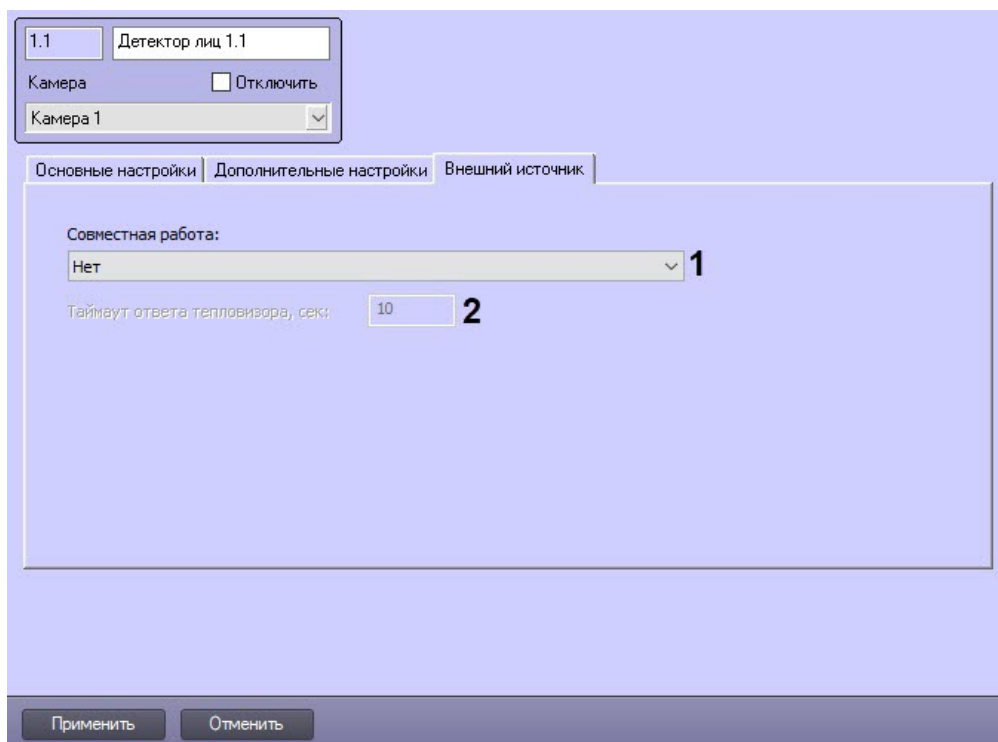 1.1 Детектор лиц 1.1
Камера Отключить
Камера 1
Основные настройки Дополнительные настройки Внешний источник
Совместная работа:
Нет 1
Таймаут ответа тепловизора, сек: 10 2
Применить Отменить